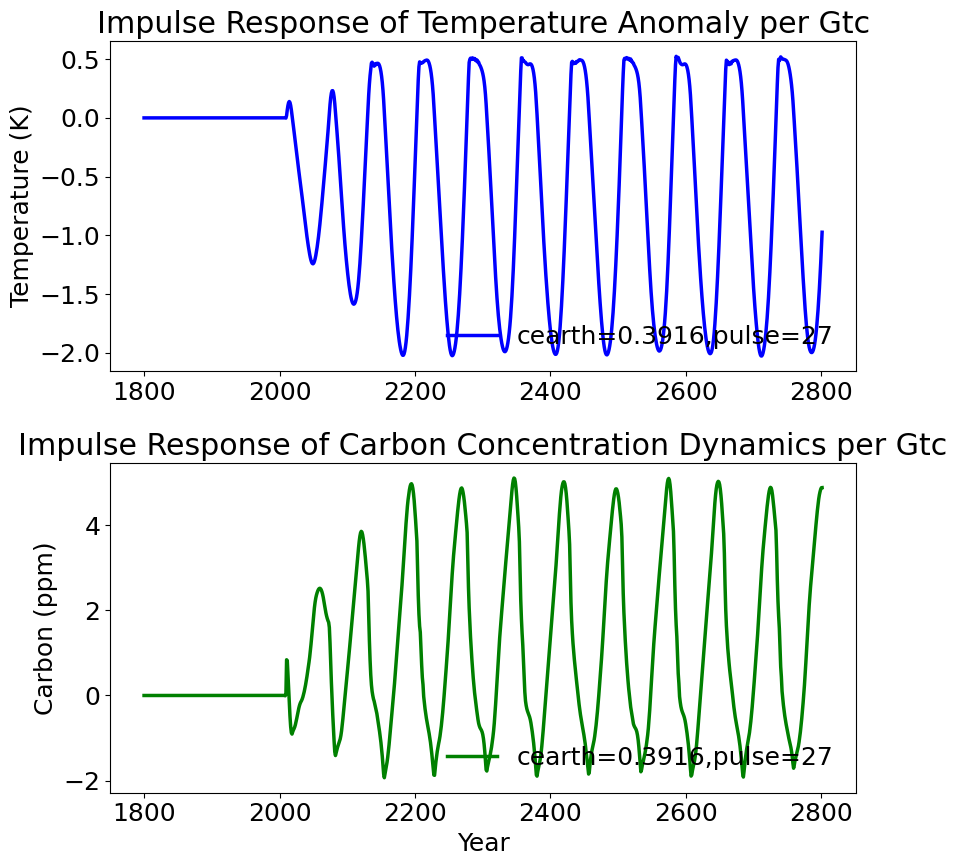 Impulse Response of Temperature Anomaly per Gtc
Temperature (K)
0.5
0.0
−0.5
−1.0
−1.5
−2.0
cearth=0.3916,pulse=27
1800 2000 2200 2400 2600 2800
Impulse Response of Carbon Concentration Dynamics per Gtc
Carbon (ppm)
4
2
0
−2
cearth=0.3916,pulse=27
1800 2000 2200 2400 2600 2800
Year